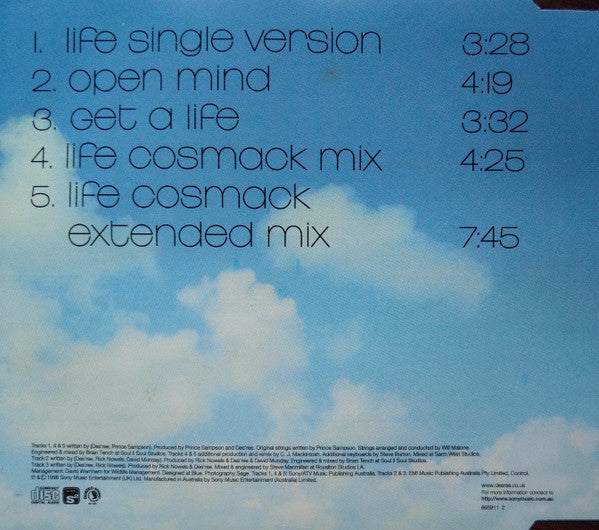 1. life single version 3:28
2. open mind 4:19
3. Get a life 3:32
4. life cosmack mix 4:25
5. life cosmack
extended mix 7:45
Tracks 1, 4 & 5 written by (Des'ree, Prince Sampson). Produced by Prince Sampson and Des'ree. Original strings written by Prince Sampson. Strings arranged and conducted by Will Malone.
Engineered & mixed by Brian Tench at Soul II Soul Studios. Tracks 4 & 5 additional production and remix by C. J. Mackintosh. Additional keyboards by Steve Burton. Mixed at Sarm West Studios.
Track 2 written by (Des'ree, Rick Nowels, David Munday). Produced by Rick Nowels & Des'ree & David Munday. Engineered & mixed by Brian Tench at Soul II Soul Studios.
Track 3 written by (Des'ree, Rick Nowels). Produced by Rick Nowels & Des'ree. Mixed & engineered by Steve Macmillan at Royalton Studios LA.
Management: David Wernham for Wildlife Management. Designed at Blue. Photography Sage. Tracks 1, 4 & 5: Sony/ATV Music Publishing Australia. Tracks 2 & 3: EMI Music Publishing Australia Pty Limited, Control.
℗ & © 1998 Sony Music Entertainment (UK) Ltd. Manufactured in Australia by Sony Music Entertainment (Australia) Limited.
COMPACT
disc
www.desree.co.uk
For more information connect to
http://www.sonymusic.com.au
665911 2